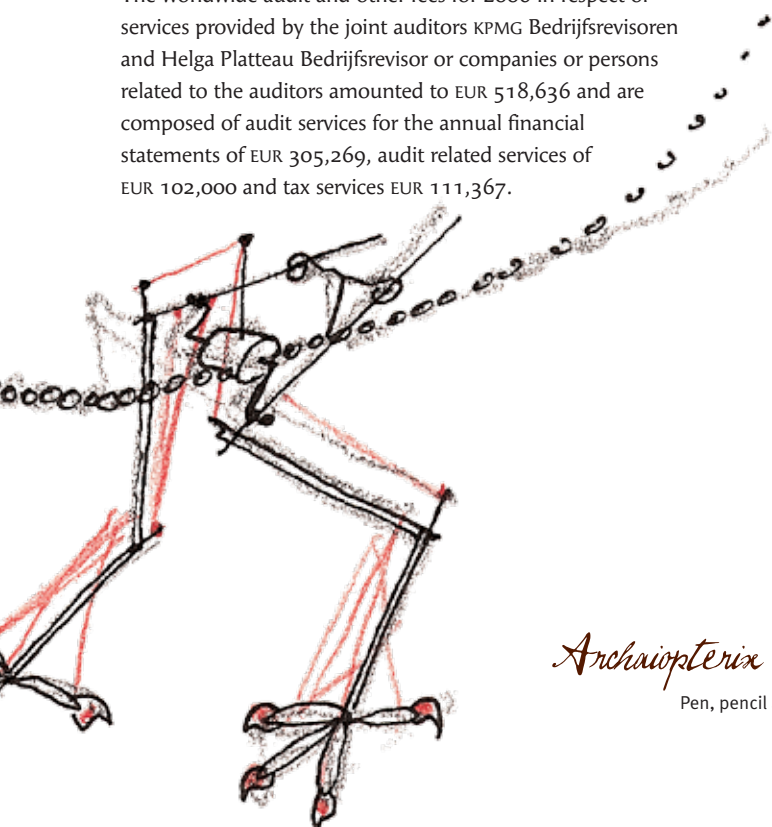 services provided by the joint auditors KPMG Bedrijfsrevisoren
and Helga Platteau Bedrijfsrevisor or companies or persons
related to the auditors amounted to EUR 518,636 and are
composed of audit services for the annual financial
statements of EUR 305,269, audit related services of
EUR 102,000 and tax services EUR 111,367.
Archaiopterix
Pen, pencil